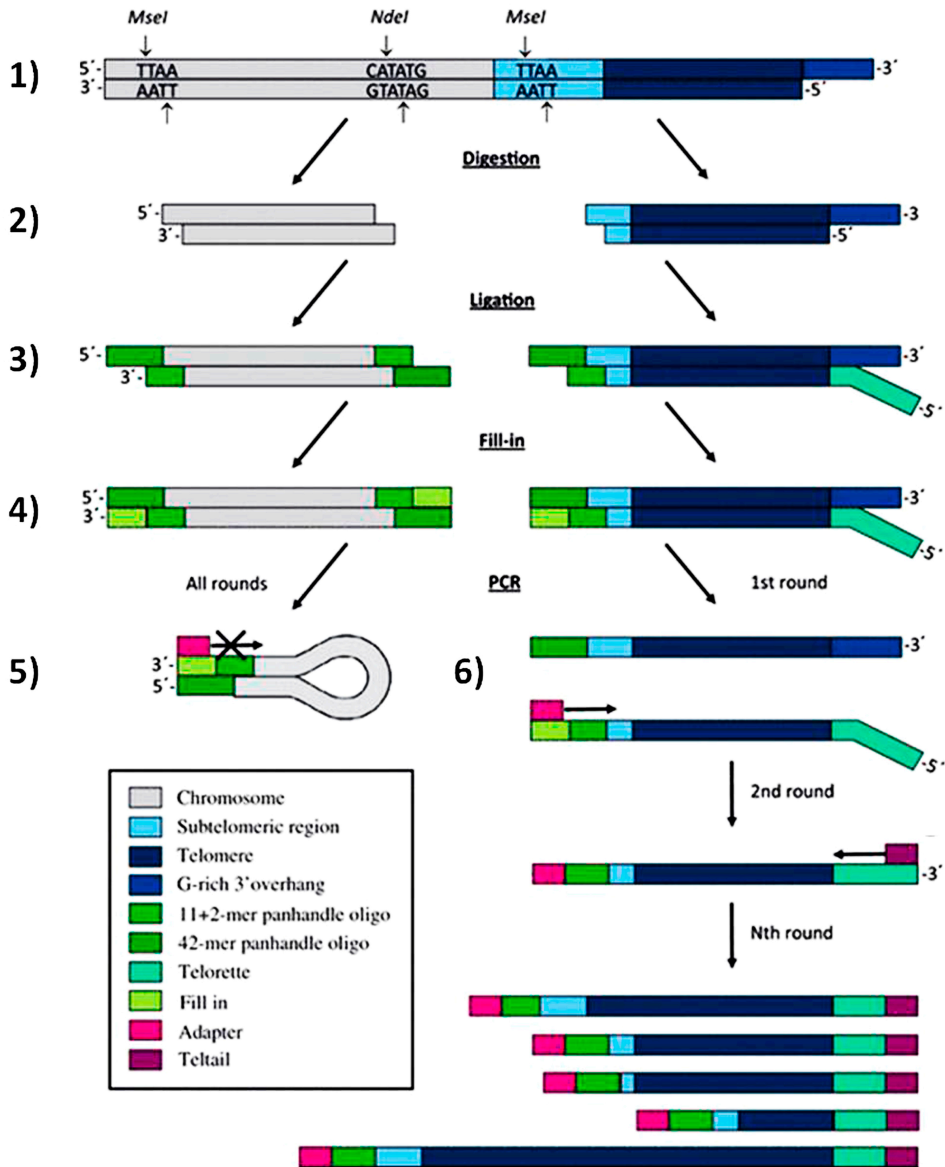 MseI NdeI MseI
1)
5´- TTAA CATATG TTAA -3´
3´- AATT GTATAG AATT -5´
Digestion
2)
5´- -3
3´- -5´
Ligation
3)
5´- -3´
3´- -5´
Fill-in
4)
5´- -3´
3´- -5´
All rounds PCR 1st round
5)
3´-
5´-
6)
-3´
-5´
2nd round
-3´
Nth round
Chromosome
Subtelomeric region
Telomere
G-rich 3'overhang
11+2-mer panhandle oligo
42-mer panhandle oligo
Telorette
Fill in
Adapter
Teltail